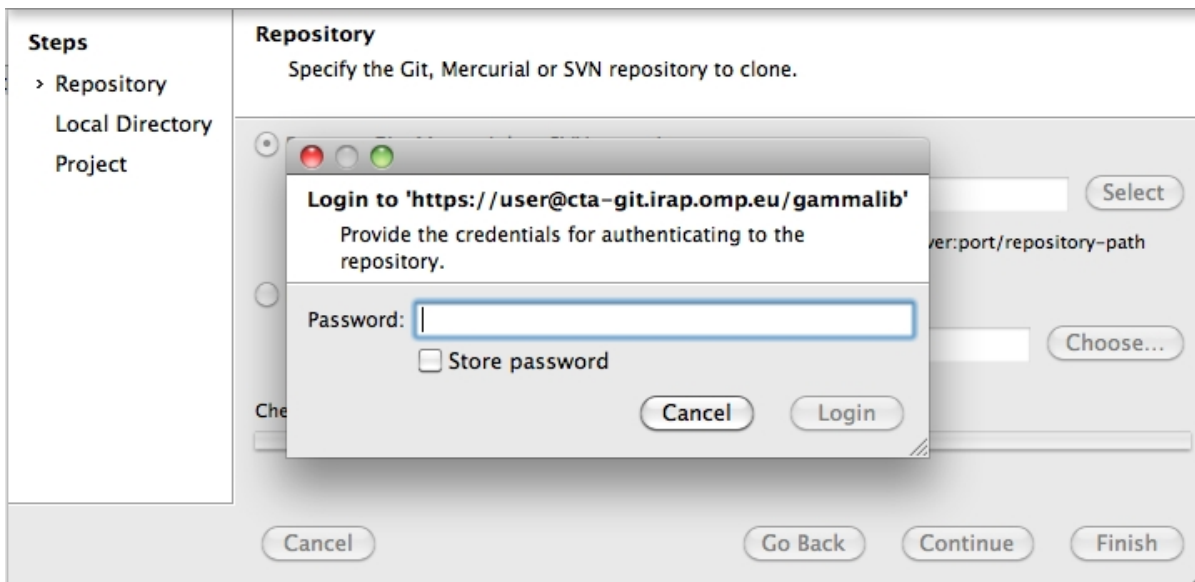 Steps
› Repository
Local Directory
Project
Repository
Specify the Git, Mercurial or SVN repository to clone.
Select
ver:port/repository-path
Login to 'https://user@cta-git.irap.omp.eu/gammalib'
Provide the credentials for authenticating to the
repository.
Password:
Store password
Cancel Login
Choose...
Che
Cancel Go Back Continue Finish